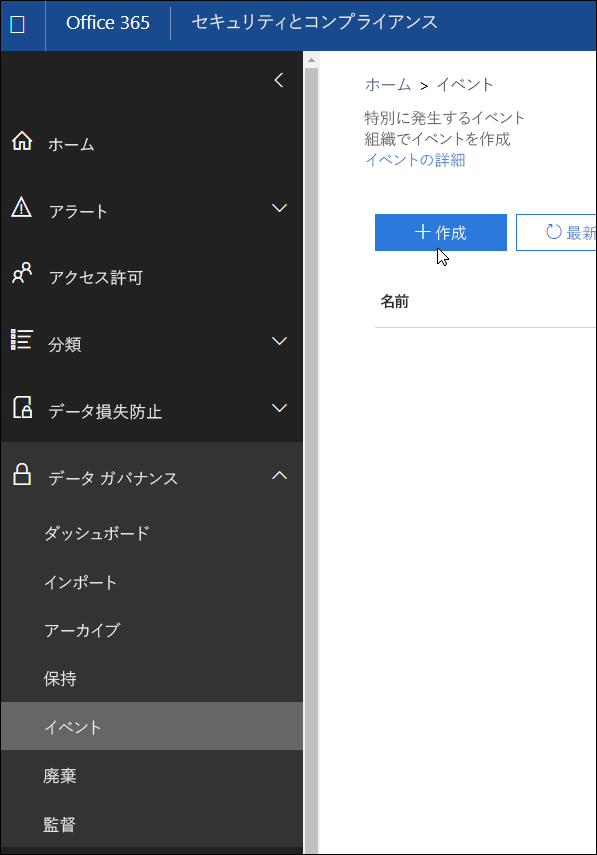 Office 365 セキュリティとコンプライアンス
ホーム
アラート
アクセス許可
分類
データ損失防止
データ ガバナンス
ダッシュボード
インポート
アーカイブ
保持
イベント
廃棄
監督
ホーム > イベント
特別に発生するイベント
組織でイベントを作成
イベントの詳細
＋ 作成
最新
名前